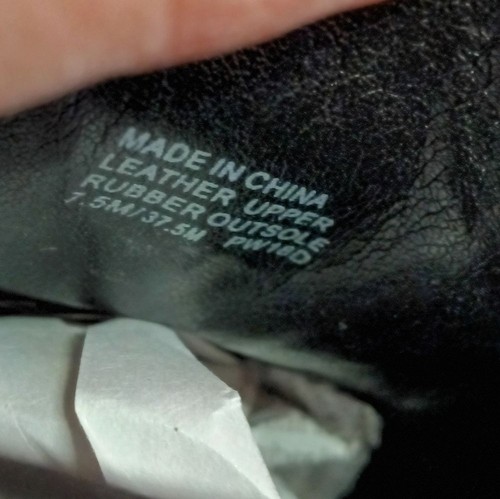 MADE IN CHINA
LEATHER UPPER
RUBBER OUTSOLE
7.5M/37.5M PW18D